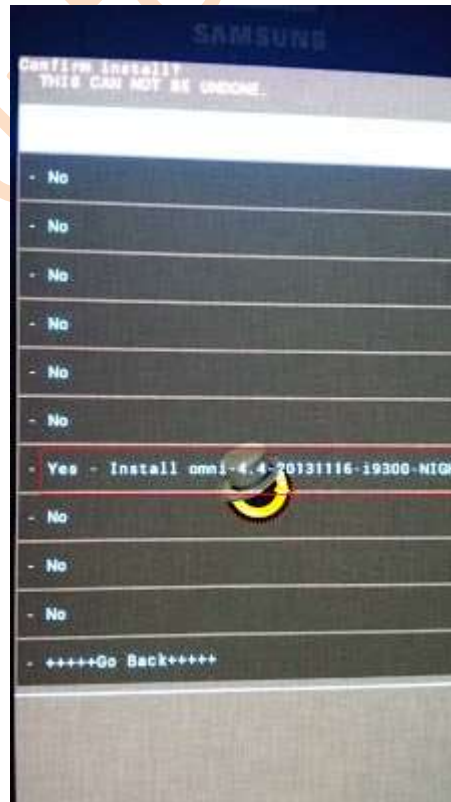 SAMSUNG
Confirm install?
THIS CAN NOT BE UNDONE.
- No
- No
- No
- No
- No
- No
- Yes - Install omni-4.4-20131116-i9300-NIGH
- No
- No
- No
- +++++Go Back+++++